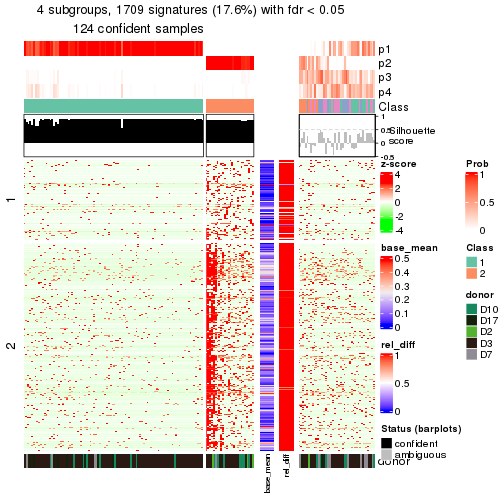 4 subgroups, 1709 signatures (17.6%) with fdr < 0.05
124 confident samples
p1
p2
p3
p4
Class
1
0.5
0
-0.5
Silhouette
score
1
2
z-score
4
2
0
-2
-4
Prob
1
0.5
0
base_mean
0.5
0.4
0.3
0.2
0.1
0
Class
1
2
donor
D10
D17
D2
D3
D7
rel_diff
1
0.5
0
Status (barplots)
confident
ambiguous
donor
base_mean
rel_diff